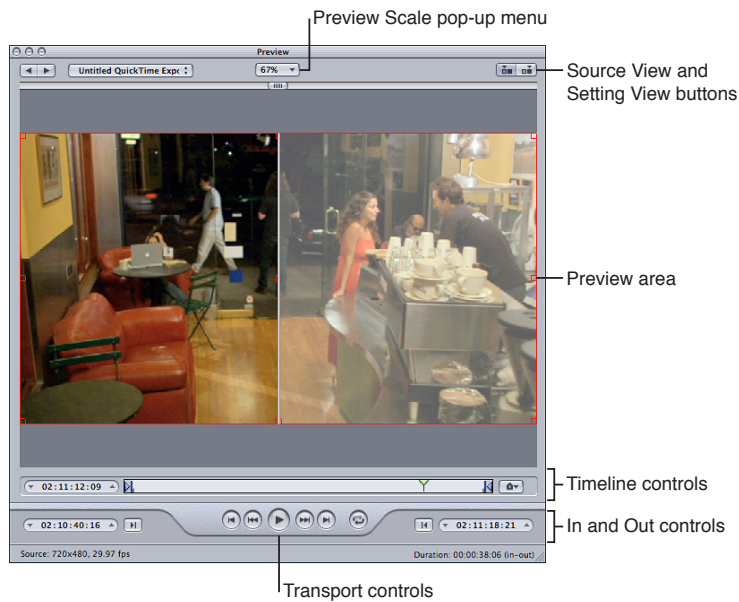 Preview Scale pop-up menu
Preview
Untitled QuickTime Expo
67%
Source View and
Setting View buttons
Preview area
02:11:12:09
Timeline controls
02:10:40:16
02:11:18:21
In and Out controls
Source: 720x480, 29.97 fps
Duration: 00:00:38:06 (in-out)
Transport controls